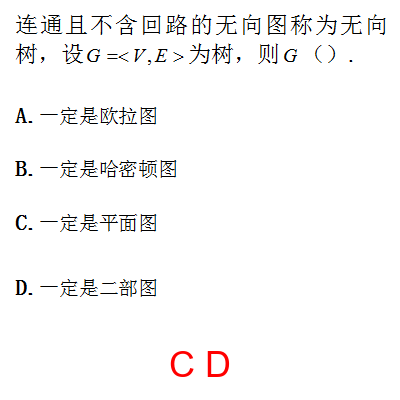 连通且不含回路的无向图称为无向
树，设G =< V, E >为树，则G（）.
A. 一定是欧拉图
B. 一定是哈密顿图
C. 一定是平面图
D. 一定是二部图
C D